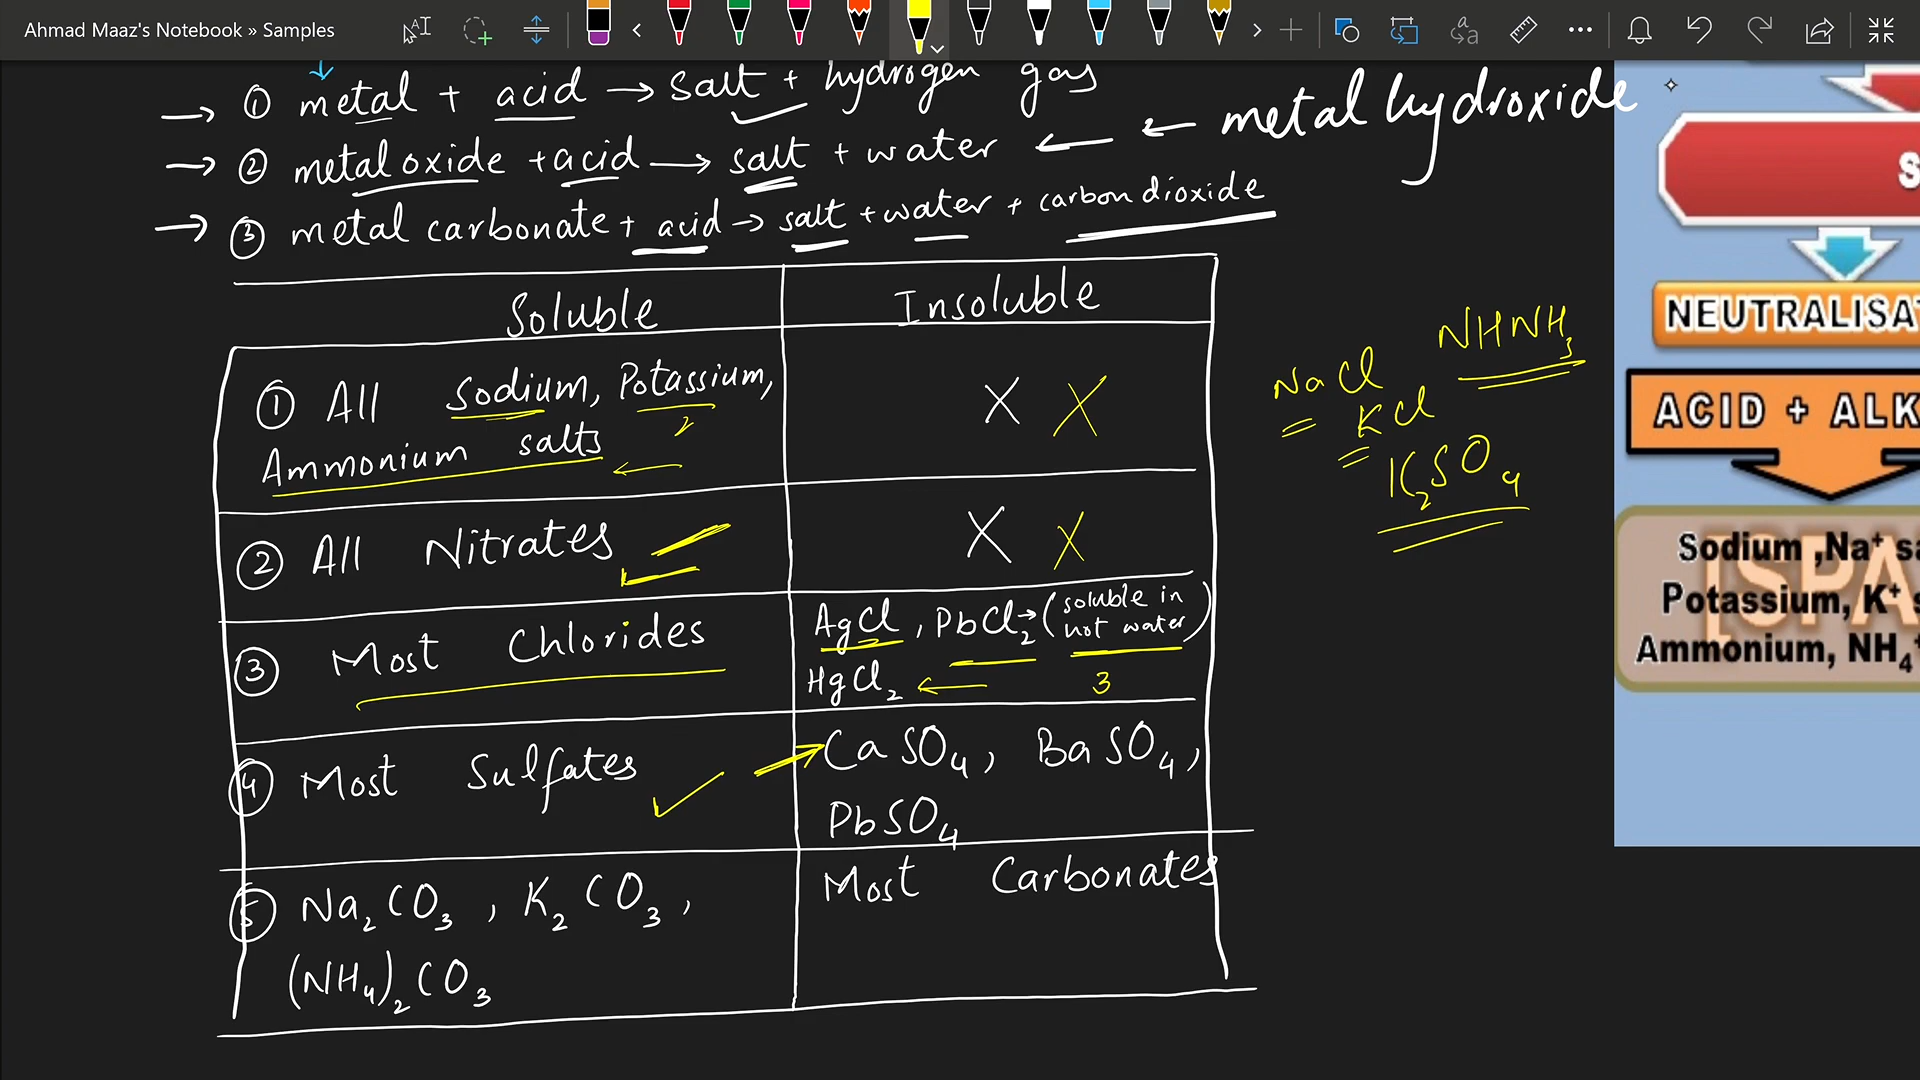 Ahmad Maaz's Notebook » Samples
→ ① metal + acid → salt + hydrogen gas
→ ② metal oxide + acid → salt + water ← ← metal hydroxide
→ ③ metal carbonate + acid → salt + water + carbon dioxide
Soluble Insoluble
① All Sodium, Potassium, X X
Ammonium salts ←
② All Nitrates X X
③ Most Chlorides AgCl, PbCl₂→(soluble in hot water)
HgCl₂ ← 3
④ Most Sulfates → CaSO₄, BaSO₄,
PbSO₄
⑤ Na₂CO₃, K₂CO₃, Most Carbonates
(NH₄)₂CO₃
NaCl NHNH₃
KCl
K₂SO₄
S
NEUTRALISA
ACID + ALK
Sodium ,Na⁺ sa
Potassium, K⁺ s
Ammonium, NH₄⁺
[SPA